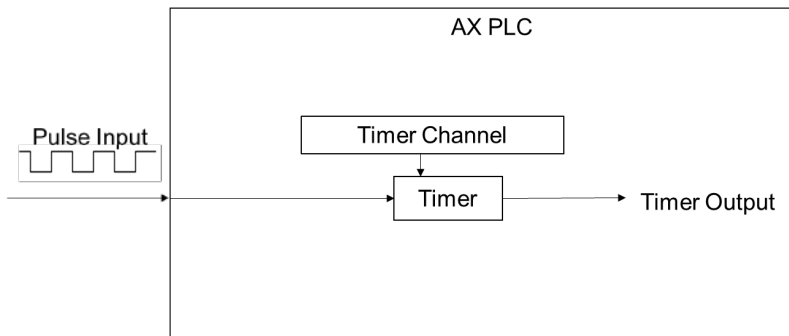 AX PLC
Pulse Input
Timer Channel
Timer
Timer Output